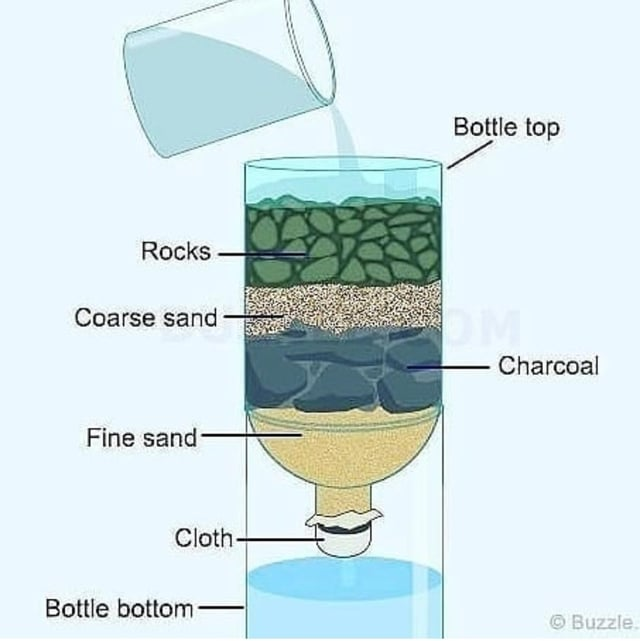 Bottle top
Rocks
Coarse sand
Charcoal
Fine sand
Cloth
Bottle bottom
© Buzzle.